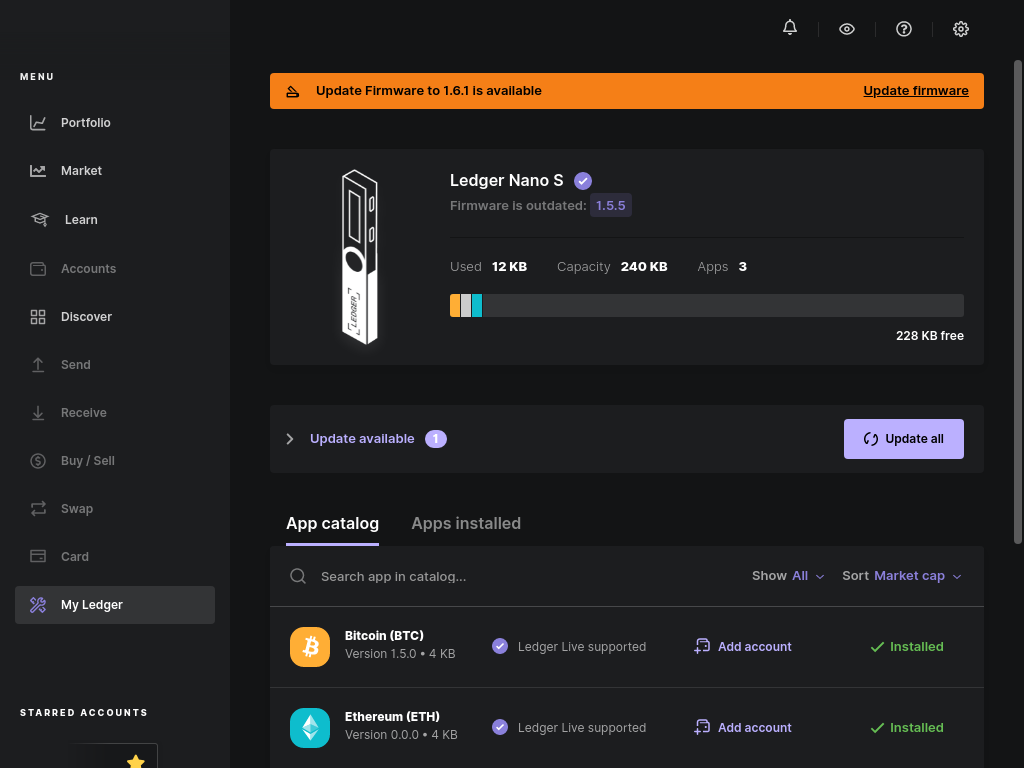 MENU
Portfolio
Market
Learn
Accounts
Discover
Send
Receive
Buy / Sell
Swap
Card
My Ledger
STARRED ACCOUNTS
Update Firmware to 1.6.1 is available
Update firmware
LEDGER
Ledger Nano S
Firmware is outdated: 1.5.5
Used 12 KB Capacity 240 KB Apps 3
228 KB free
Update available 1
Update all
App catalog
Apps installed
Search app in catalog...
Show All
Sort Market cap
Bitcoin (BTC)
Version 1.5.0 • 4 KB
Ledger Live supported
Add account
Installed
Ethereum (ETH)
Version 0.0.0 • 4 KB
Ledger Live supported
Add account
Installed